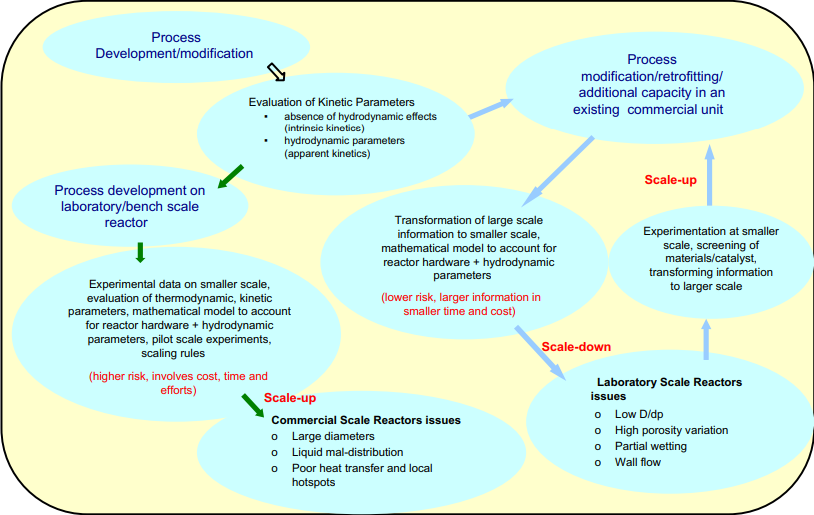 Process
Development/modification
Evaluation of Kinetic Parameters
• absence of hydrodynamic effects
(intrinsic kinetics)
• hydrodynamic parameters
(apparent kinetics)
Process
modification/retrofitting/
additional capacity in an
existing commercial unit
Process development on
laboratory/bench scale
reactor
Experimental data on smaller scale,
evaluation of thermodynamic, kinetic
parameters, mathematical model to account
for reactor hardware + hydrodynamic
parameters, pilot scale experiments,
scaling rules
(higher risk, involves cost, time and
efforts)
Scale-up
Commercial Scale Reactors issues
o Large diameters
o Liquid mal-distribution
o Poor heat transfer and local
hotspots
Transformation of large scale
information to smaller scale,
mathematical model to account for
reactor hardware + hydrodynamic
parameters
(lower risk, larger information in
smaller time and cost)
Scale-down
Laboratory Scale Reactors
issues
o Low D/dp
o High porosity variation
o Partial wetting
o Wall flow
Experimentation at smaller
scale, screening of
materials/catalyst,
transforming information
to larger scale
Scale-up